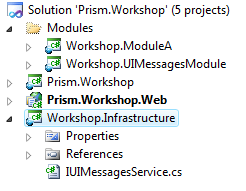 Solution 'Prism.Workshop' (5 projects)
Modules
Workshop.ModuleA
Workshop.UIMessagesModule
Prism.Workshop
Prism.Workshop.Web
Workshop.Infrastructure
Properties
References
IUIMessagesService.cs